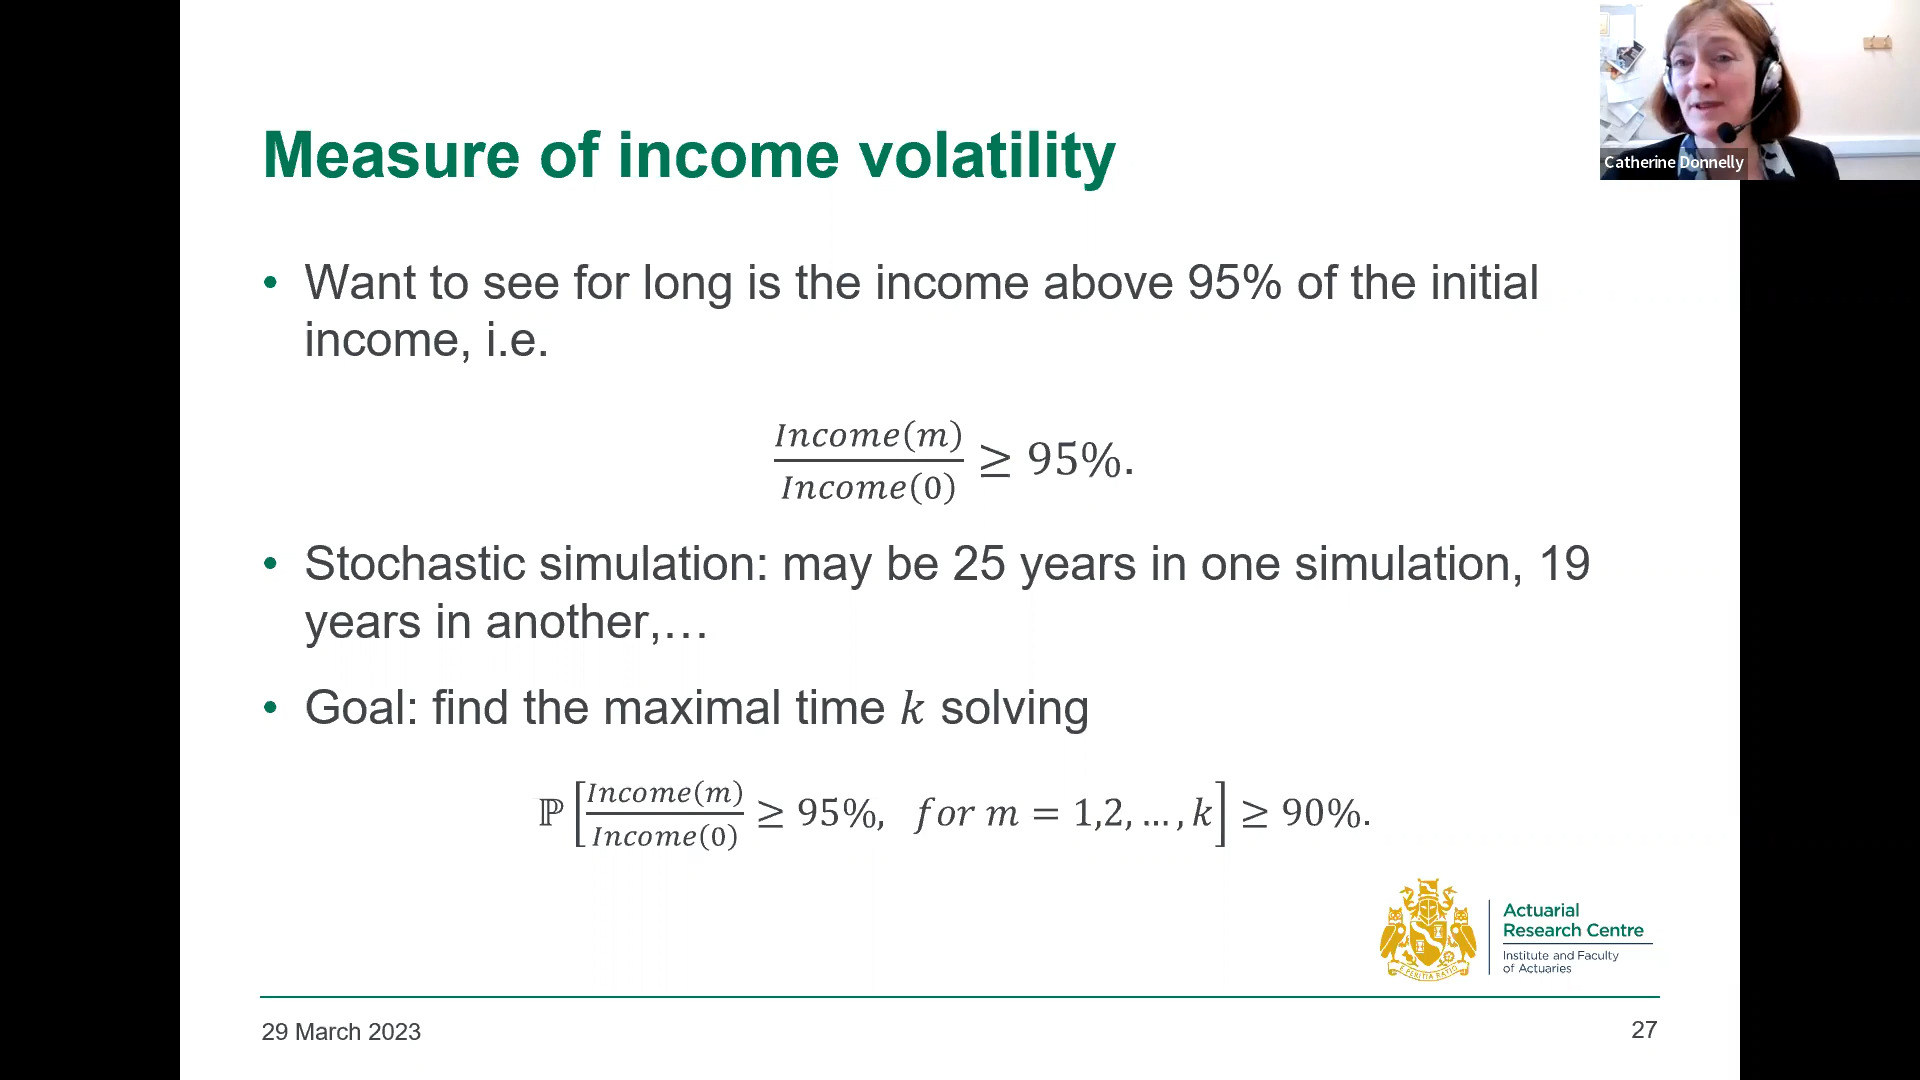 Catherine Donnelly
Measure of income volatility
• Want to see for long is the income above 95% of the initial
income, i.e.
Income(m)
Income(0)
≥ 95%.
• Stochastic simulation: may be 25 years in one simulation, 19
years in another,…
• Goal: find the maximal time k solving
ℙ[Income(m)/Income(0) ≥ 95%, for m = 1,2, … , k] ≥ 90%.
E PERITIA RATIO
Actuarial
Research Centre
Institute and Faculty
of Actuaries
29 March 2023
27